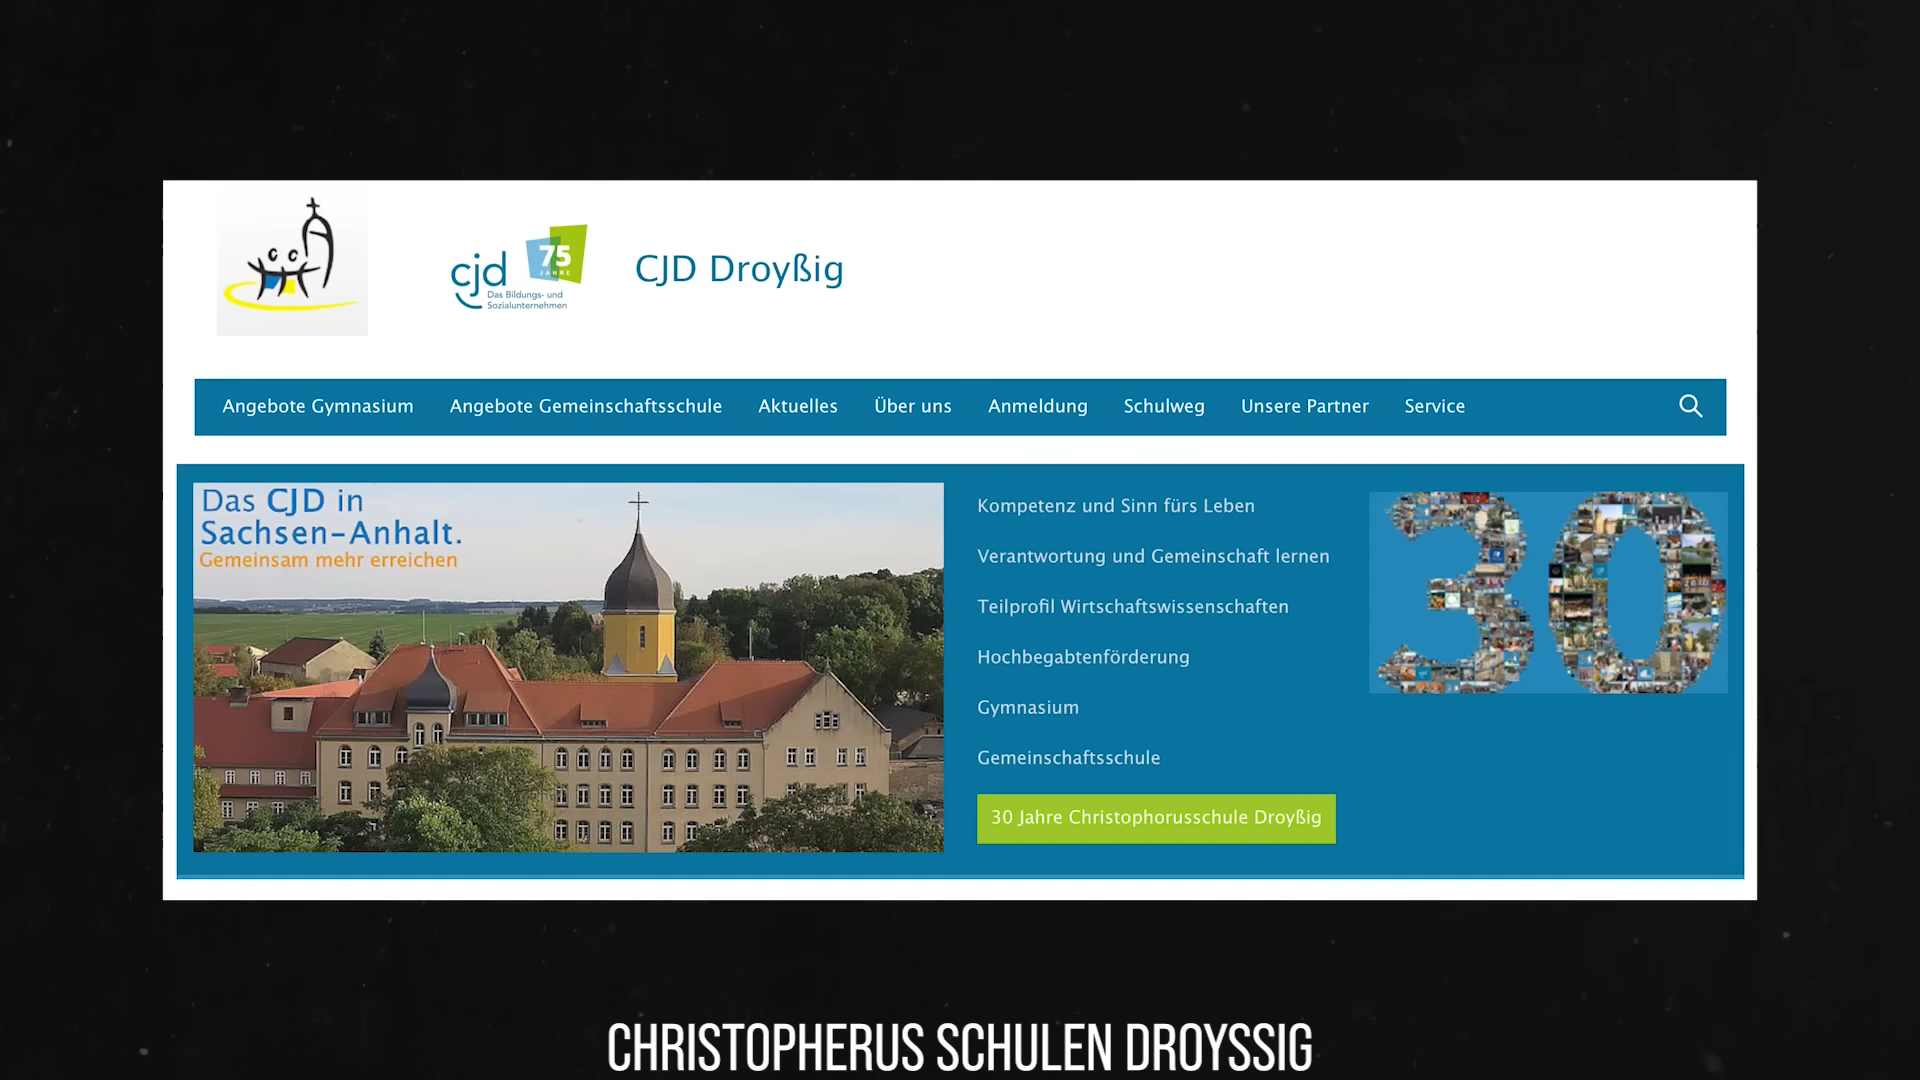 cjd
75
JAHRE
Das Bildungs- und
Sozialunternehmen
CJD Droyßig
Angebote Gymnasium Angebote Gemeinschaftsschule Aktuelles Über uns Anmeldung Schulweg Unsere Partner Service
Das CJD in
Sachsen-Anhalt.
Gemeinsam mehr erreichen
Kompetenz und Sinn fürs Leben
Verantwortung und Gemeinschaft lernen
Teilprofil Wirtschaftswissenschaften
Hochbegabtenförderung
Gymnasium
Gemeinschaftsschule
30 Jahre Christophorusschule Droyßig
30
CHRISTOPHERUS SCHULEN DROYSSIG